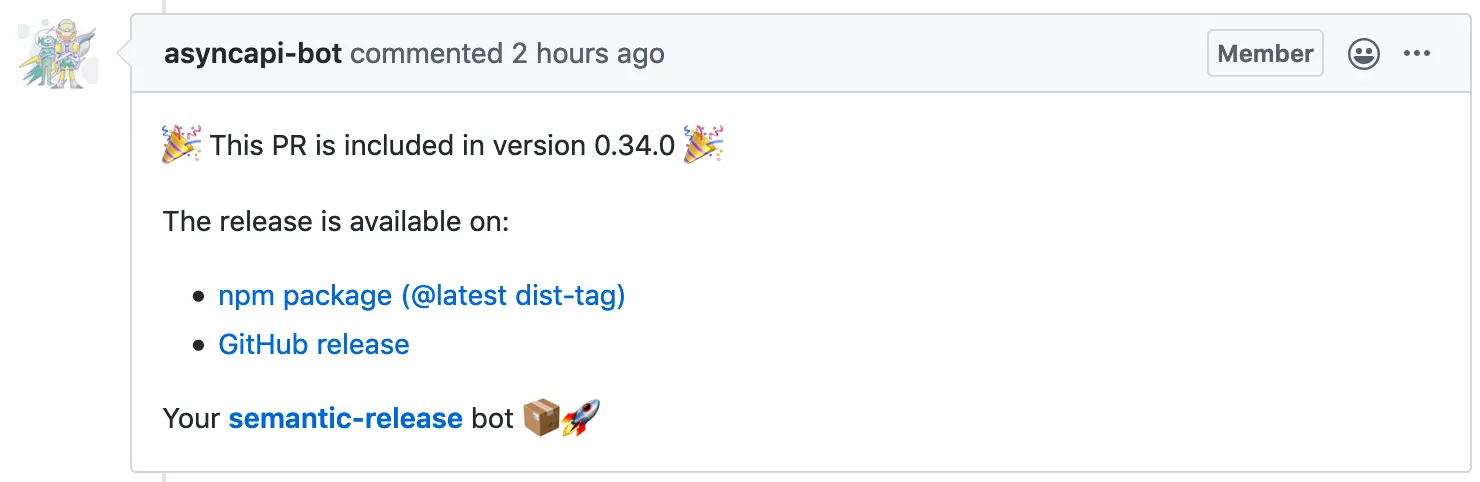 asyncapi-bot commented 2 hours ago
Member
🎉 This PR is included in version 0.34.0 🎉
The release is available on:
• npm package (@latest dist-tag)
• GitHub release
Your semantic-release bot 📦🚀